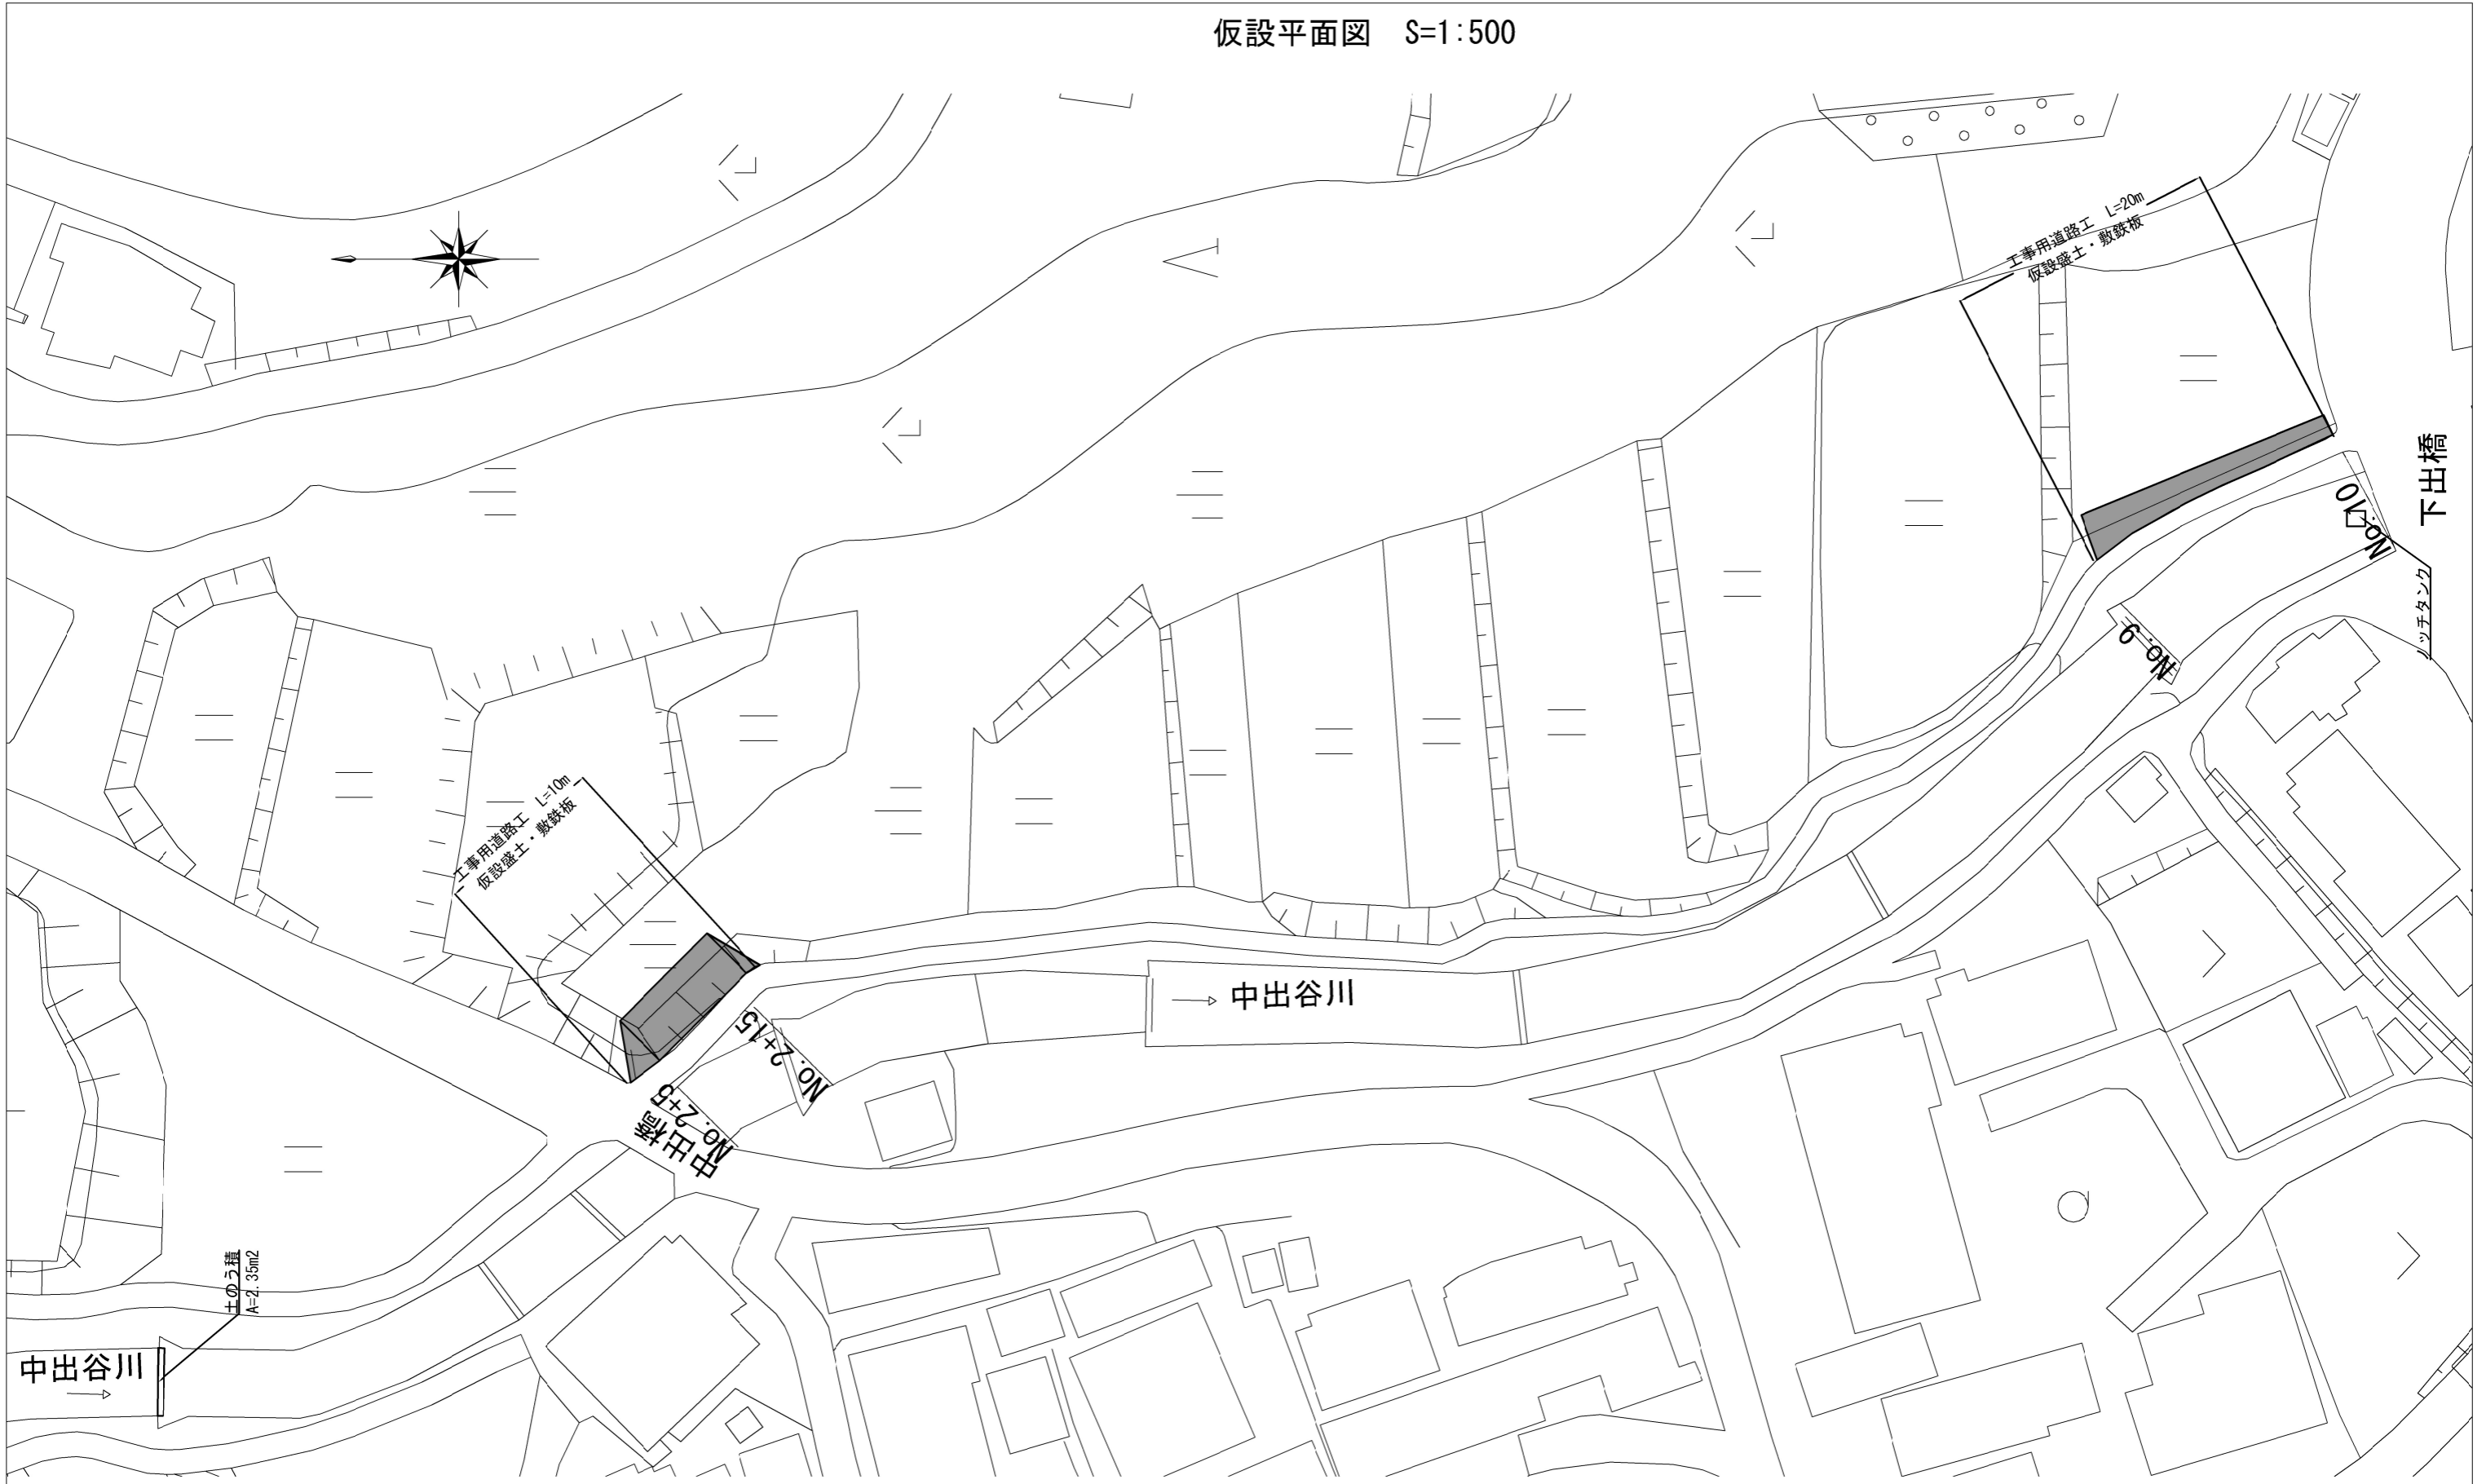 仮設平面図 S=1:500
工事用道路工 L=20m
仮設盛土・敷鉄板
下出橋
No.10
ノッチタンク
No.9
工事用道路工 L=10m
仮設盛土・敷鉄板
中出谷川
No.2+15
No.2+5
中出橋
土のう積
A=2.35m2
中出谷川